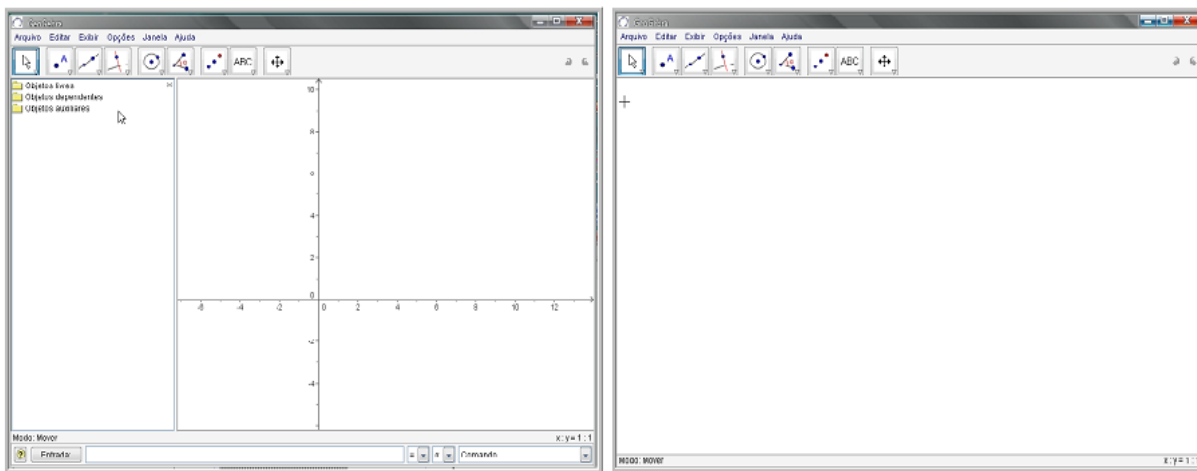 GeoGebra
Arquivo Editar Exibir Opções Janela Ajuda
ABC
Objetos livres
Objetos dependentes
Objetos auxiliares
10
8
6
4
2
0
-6 -4 -2 0 2 4 6 8 10 12
-2
-4
Modo: Mover
x : y = 1 : 1
Entrada:
= α Comando
GeoGebra
Arquivo Editar Exibir Opções Janela Ajuda
ABC
Modo: Mover
x : y = 1 :